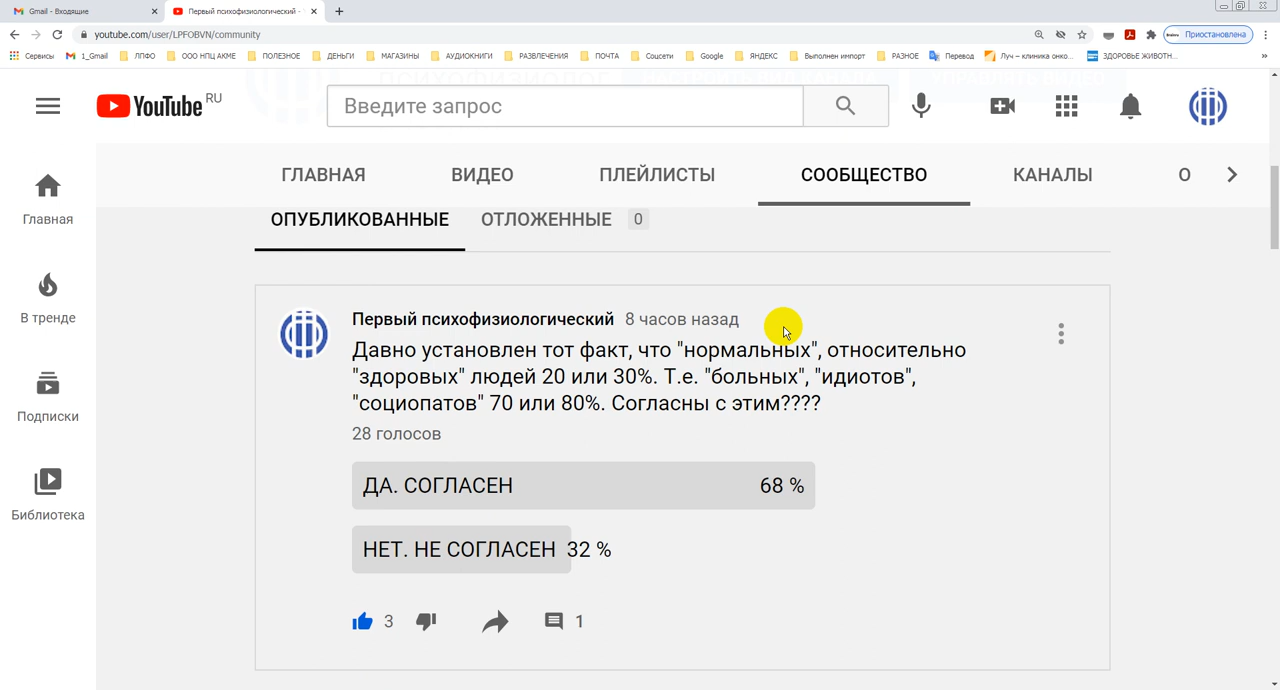 Gmail - Входящие
Первый психофизиологический -
youtube.com/user/LPFOBVN/community
Приостановлена
Сервисы 1_Gmail ЛПФО ООО НПЦ АКМЕ ПОЛЕЗНОЕ ДЕНЬГИ МАГАЗИНЫ АУДИОКНИГИ РАЗВЛЕЧЕНИЯ ПОЧТА Соцсети Google ЯНДЕКС Выполнен импорт РАЗНОЕ Перевод Луч – клиника онко... ЗДОРОВЬЕ ЖИВОТН... »
YouTube RU
Введите запрос
ГЛАВНАЯ ВИДЕО ПЛЕЙЛИСТЫ СООБЩЕСТВО КАНАЛЫ О
Главная
В тренде
Подписки
Библиотека
ОПУБЛИКОВАННЫЕ ОТЛОЖЕННЫЕ 0
Первый психофизиологический 8 часов назад
Давно установлен тот факт, что "нормальных", относительно
"здоровых" людей 20 или 30%. Т.е. "больных", "идиотов",
"социопатов" 70 или 80%. Согласны с этим????
28 голосов
ДА. СОГЛАСЕН 68 %
НЕТ. НЕ СОГЛАСЕН 32 %
3 1